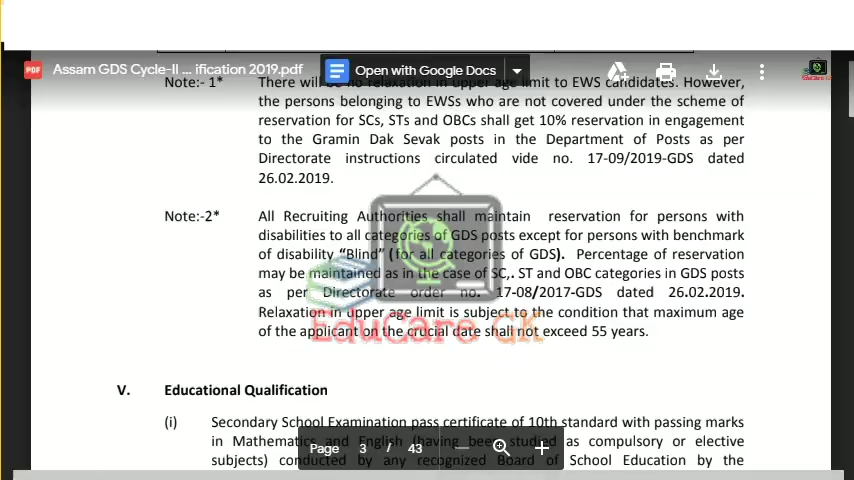 PDF Assam GDS Cycle-II ... ification 2019.pdf Open with Google Docs
Note:- 1* There will be no relaxation in upper age limit to EWS candidates. However,
the persons belonging to EWSs who are not covered under the scheme of
reservation for SCs, STs and OBCs shall get 10% reservation in engagement
to the Gramin Dak Sevak posts in the Department of Posts as per
Directorate instructions circulated vide no. 17-09/2019-GDS dated
26.02.2019.
Note:-2* All Recruiting Authorities shall maintain reservation for persons with
disabilities to all categories of GDS posts except for persons with benchmark
of disability “Blind” (for all categories of GDS). Percentage of reservation
may be maintained as in the case of SC,. ST and OBC categories in GDS posts
as per Directorate order no. 17-08/2017-GDS dated 26.02.2019.
Relaxation in upper age limit is subject to the condition that maximum age
of the applicant on the crucial date shall not exceed 55 years.
EduCare GK
V. Educational Qualification
(i) Secondary School Examination pass certificate of 10th standard with passing marks
in Mathematics and English (having been studied as compulsory or elective
subjects) conducted by any recognized Board of School Education by the
Page 3 / 43